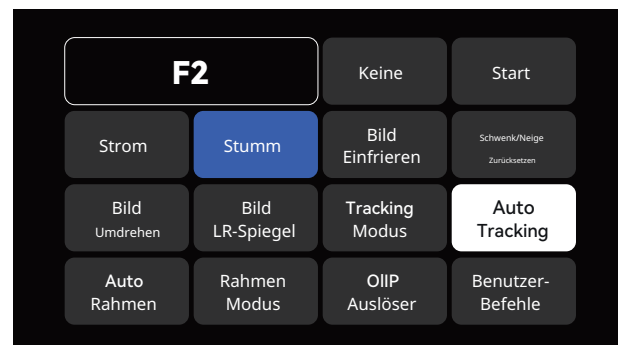 F2
Keine
Start
Strom
Stumm
Bild
Einfrieren
Schwenk/Neige
Zurücksetzen
Bild
Umdrehen
Bild
LR-Spiegel
Tracking
Modus
Auto
Tracking
Auto
Rahmen
Rahmen
Modus
OlIP
Auslöser
Benutzer-
Befehle